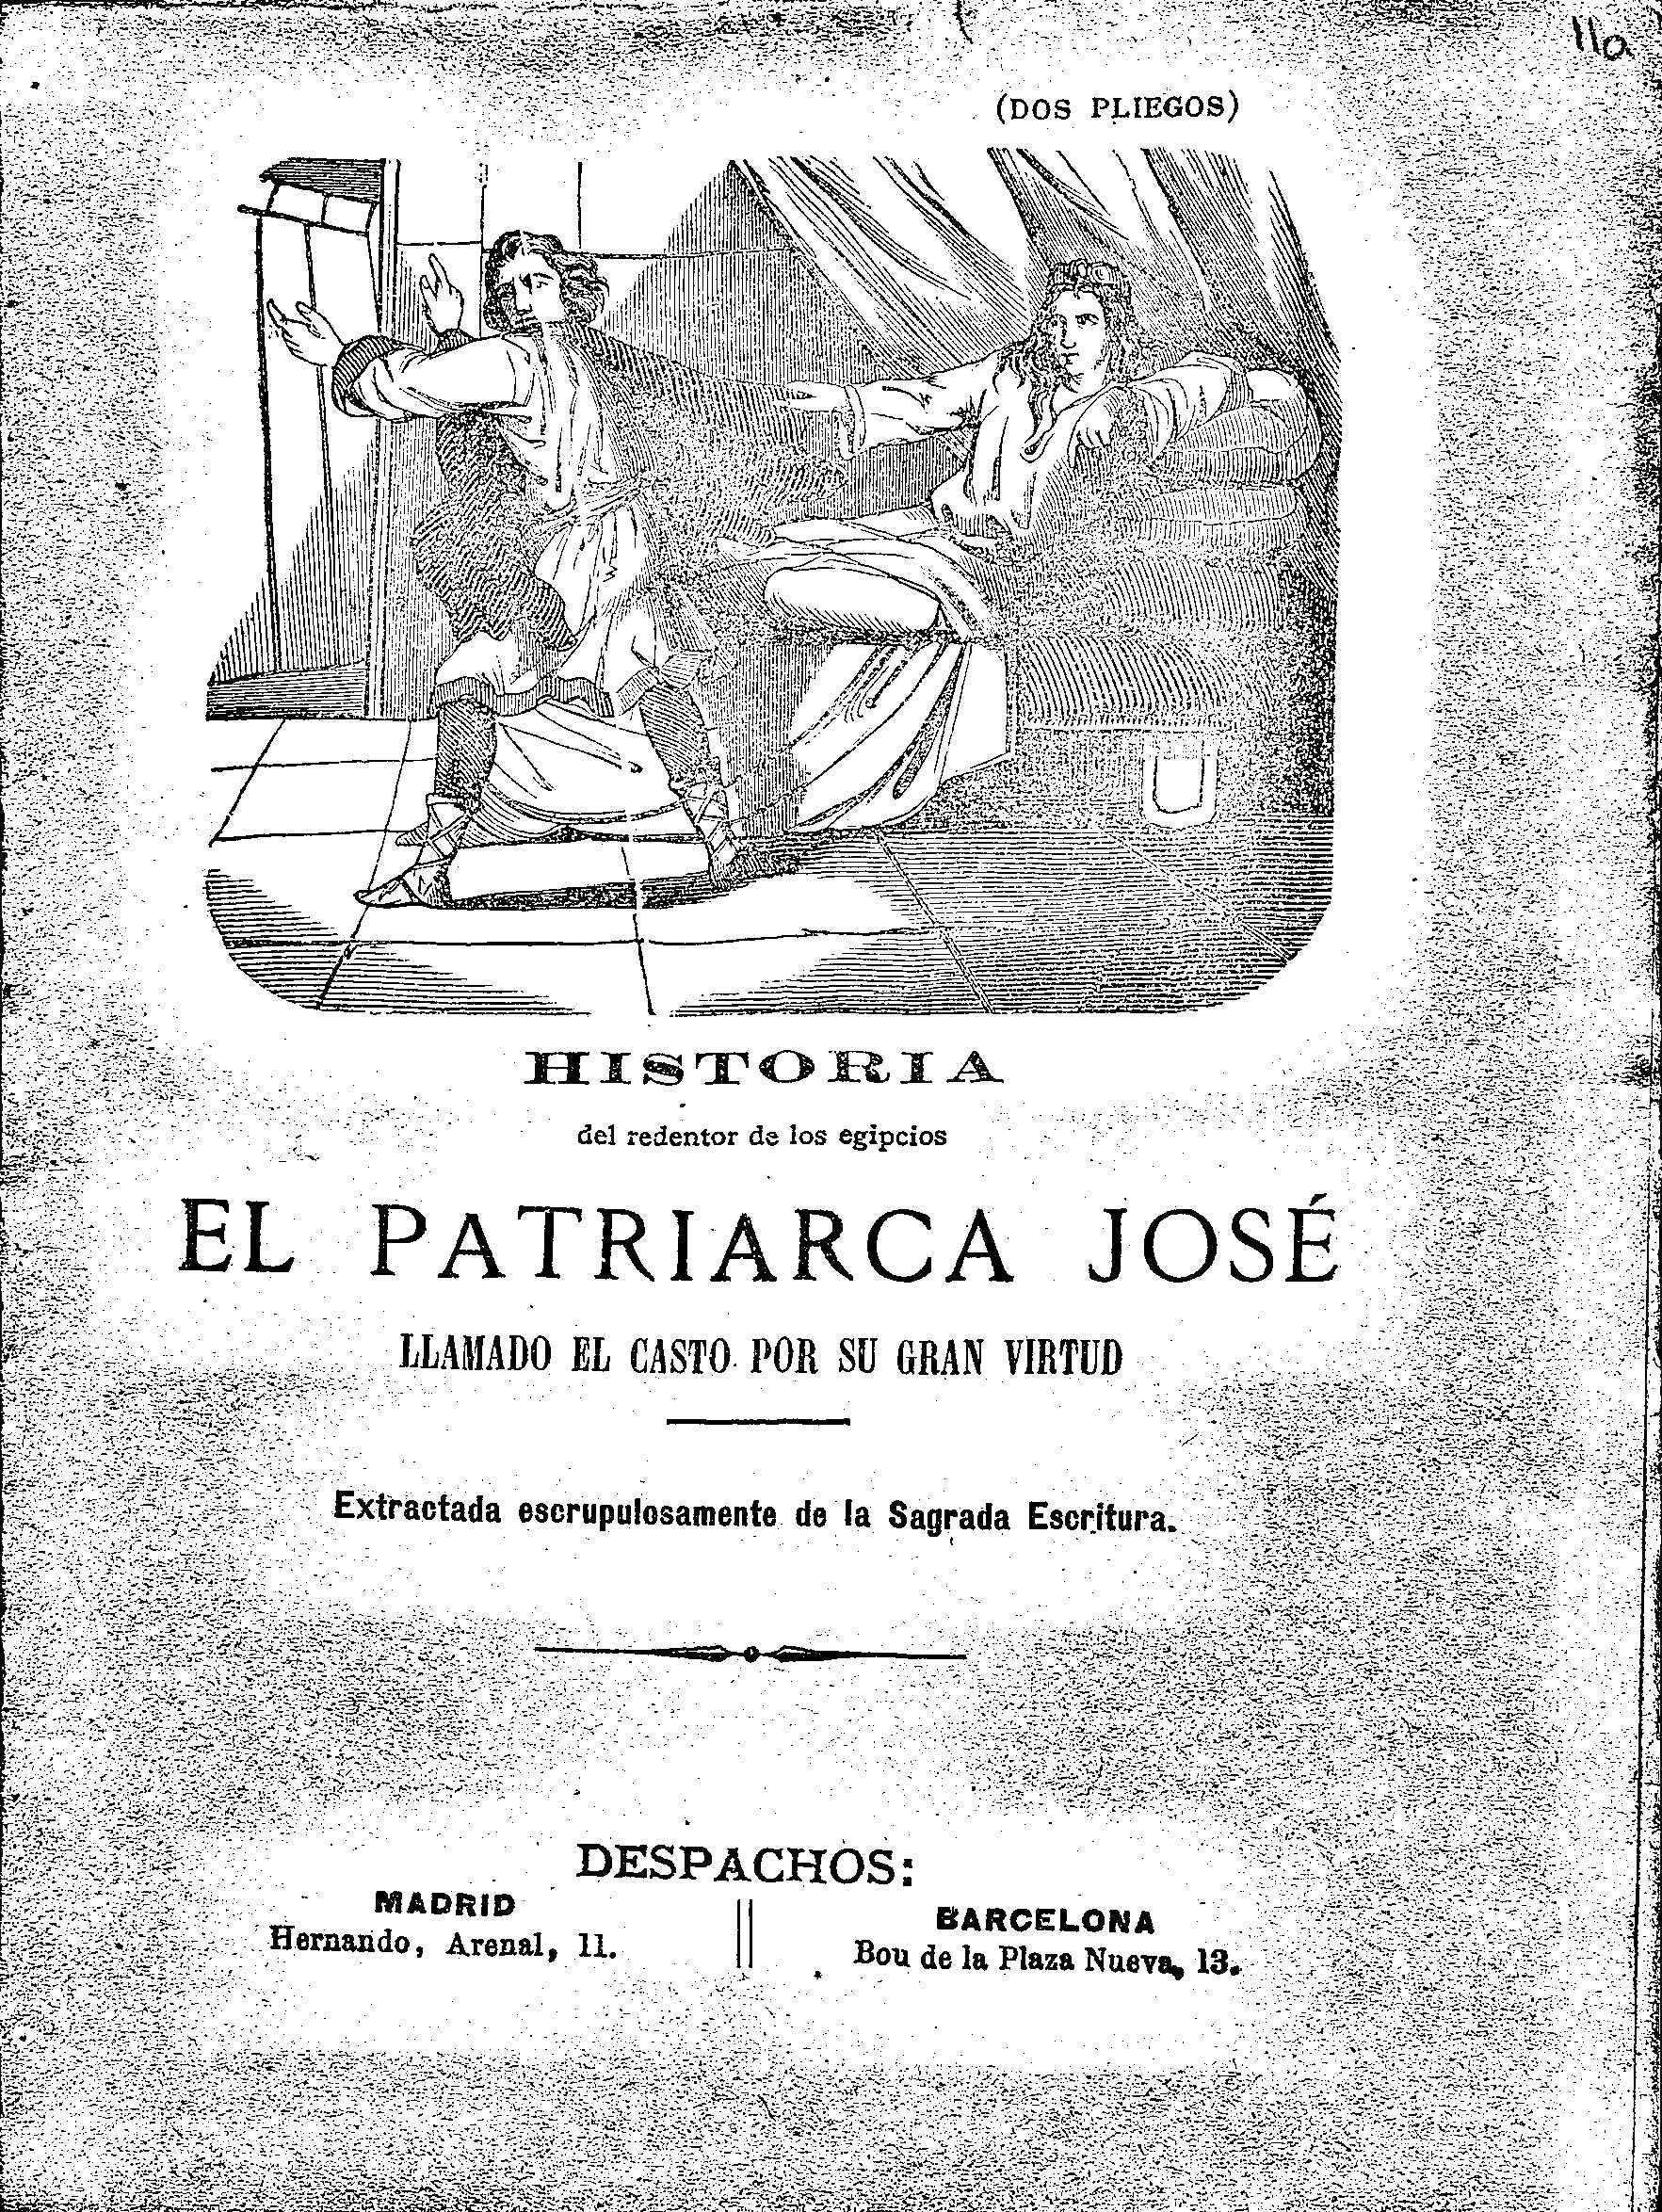 11a
(DOS PLIEGOS)
HISTORIA
del redentor de los egipcios
EL PATRIARCA JOSÉ
LLAMADO EL CASTO POR SU GRAN VIRTUD
Extractada escrupulosamente de la Sagrada Escritura.
DESPACHOS:
MADRID
Hernando, Arenal, 11.
BARCELONA
Bou de la Plaza Nueva, 13.